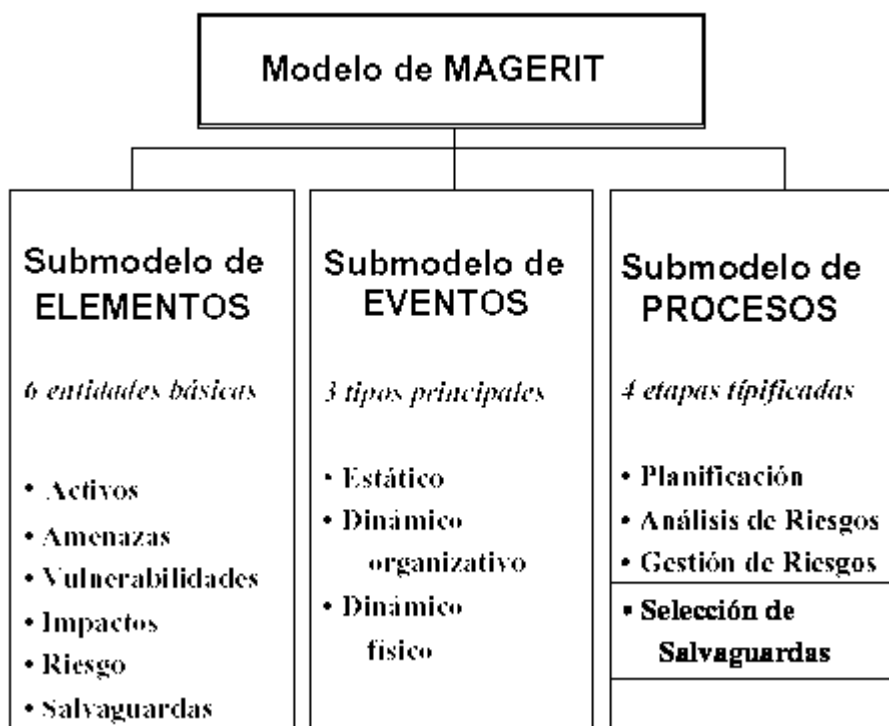 Modelo de MAGERIT
Submodelo de
ELEMENTOS
6 entidades básicas
• Activos
• Amenazas
• Vulnerabilidades
• Impactos
• Riesgo
• Salvaguardas
Submodelo de
EVENTOS
3 tipos principales
• Estático
• Dinámico
organizativo
• Dinámico
físico
Submodelo de
PROCESOS
4 etapas típificadas
• Planificación
• Análisis de Riesgos
• Gestión de Riesgos
• Selección de
Salvaguardas